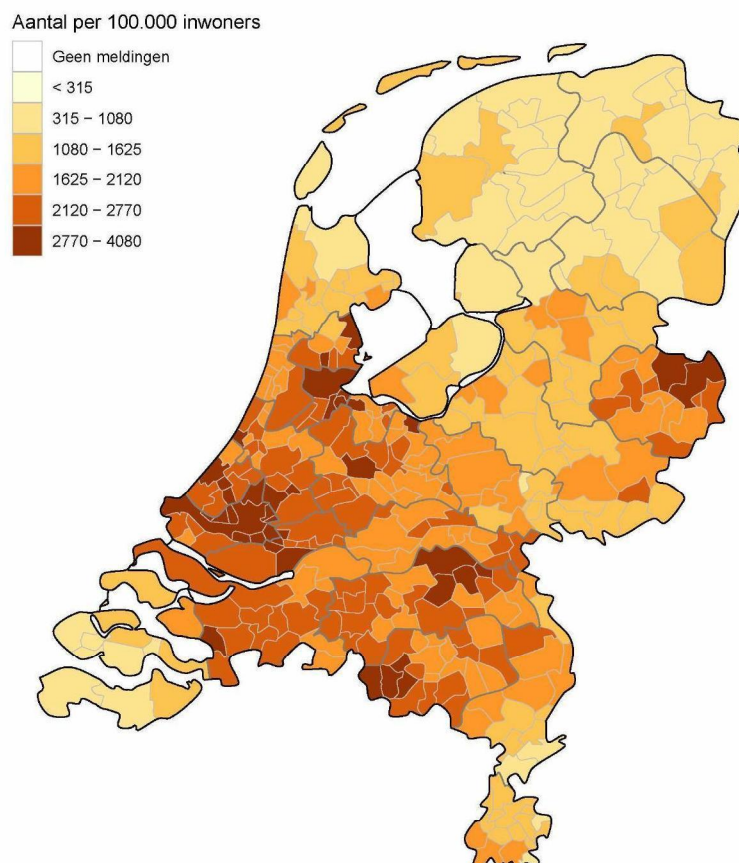 Aantal per 100.000 inwoners
Geen meldingen
< 315
315 − 1080
1080 − 1625
1625 − 2120
2120 − 2770
2770 − 4080